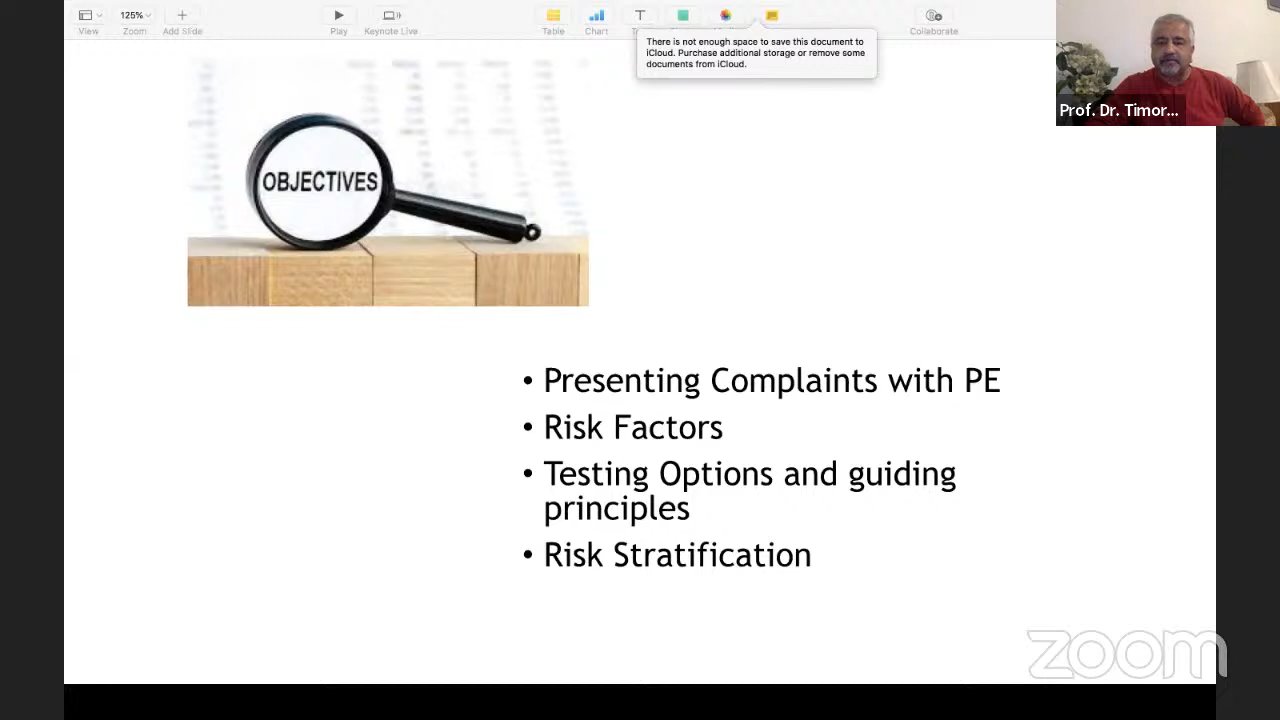 125%
View
Zoom
Add Slide
Play
Keynote Live
Table
Chart
T
Collaborate
There is not enough space to save this document to
iCloud. Purchase additional storage or remove some
documents from iCloud.
Prof. Dr. Timor...
OBJECTIVES
• Presenting Complaints with PE
• Risk Factors
• Testing Options and guiding
principles
• Risk Stratification
zoom